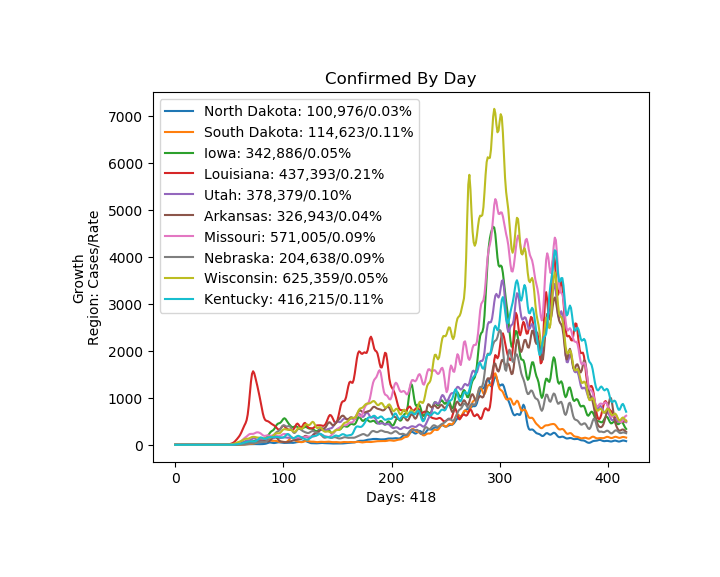 Confirmed By Day
North Dakota: 100,976/0.03%
South Dakota: 114,623/0.11%
Iowa: 342,886/0.05%
Louisiana: 437,393/0.21%
Utah: 378,379/0.10%
Arkansas: 326,943/0.04%
Missouri: 571,005/0.09%
Nebraska: 204,638/0.09%
Wisconsin: 625,359/0.05%
Kentucky: 416,215/0.11%
Growth
Region: Cases/Rate
7000
6000
5000
4000
3000
2000
1000
0
0 100 200 300 400
Days: 418